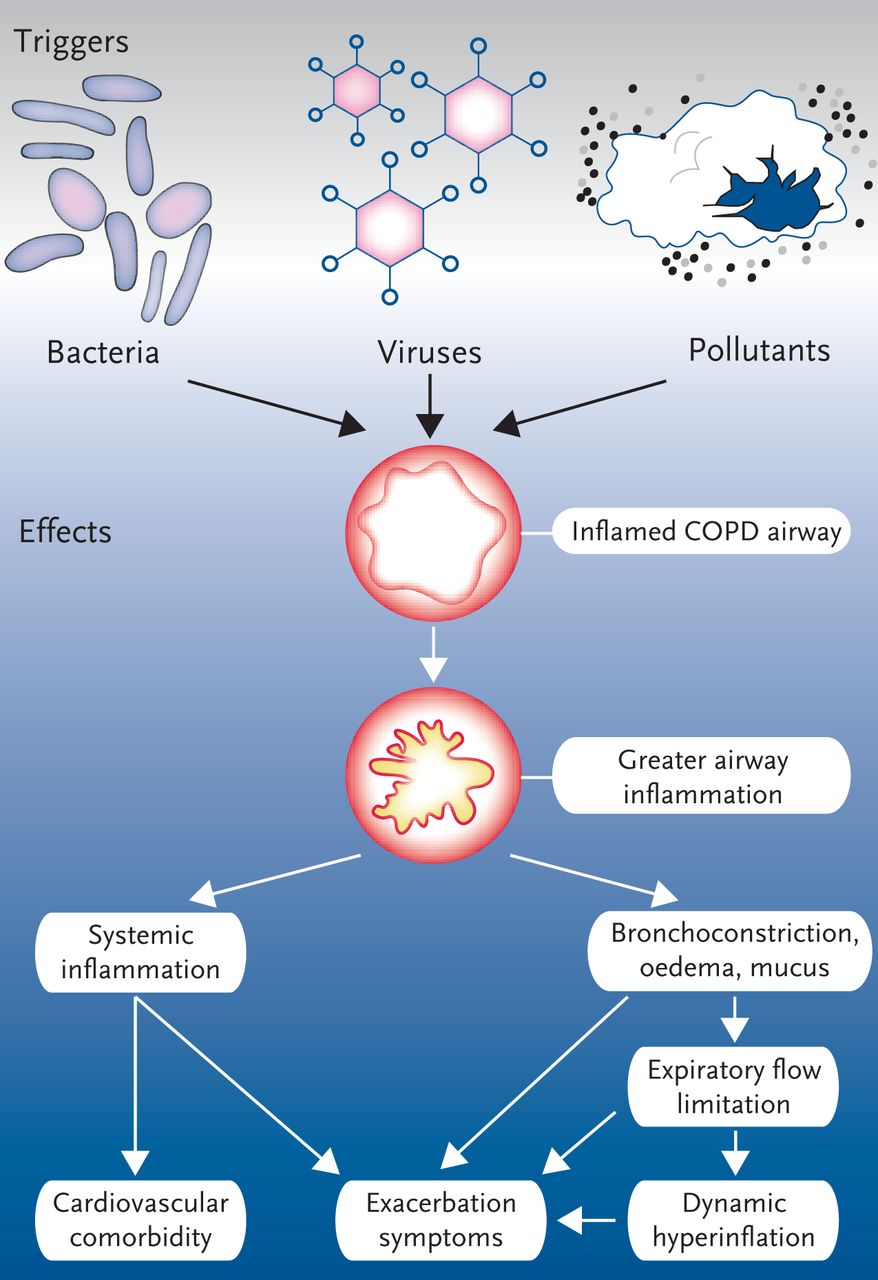 Triggers
Bacteria
Viruses
Pollutants
Effects
Inflamed COPD airway
Greater airway
inflammation
Systemic
inflammation
Bronchoconstriction,
oedema, mucus
Expiratory flow
limitation
Cardiovascular
comorbidity
Exacerbation
symptoms
Dynamic
hyperinflation